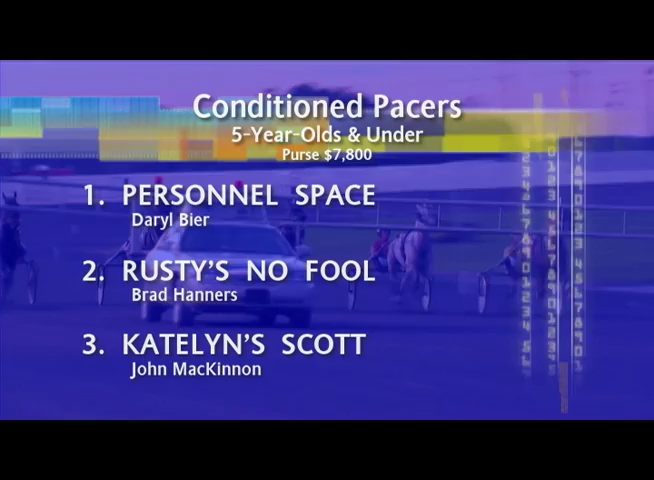 Conditioned Pacers
5-Year-Olds & Under
Purse $7,800
1. PERSONNEL SPACE
Daryl Bier
2. RUSTY'S NO FOOL
Brad Hanners
3. KATELYN'S SCOTT
John MacKinnon